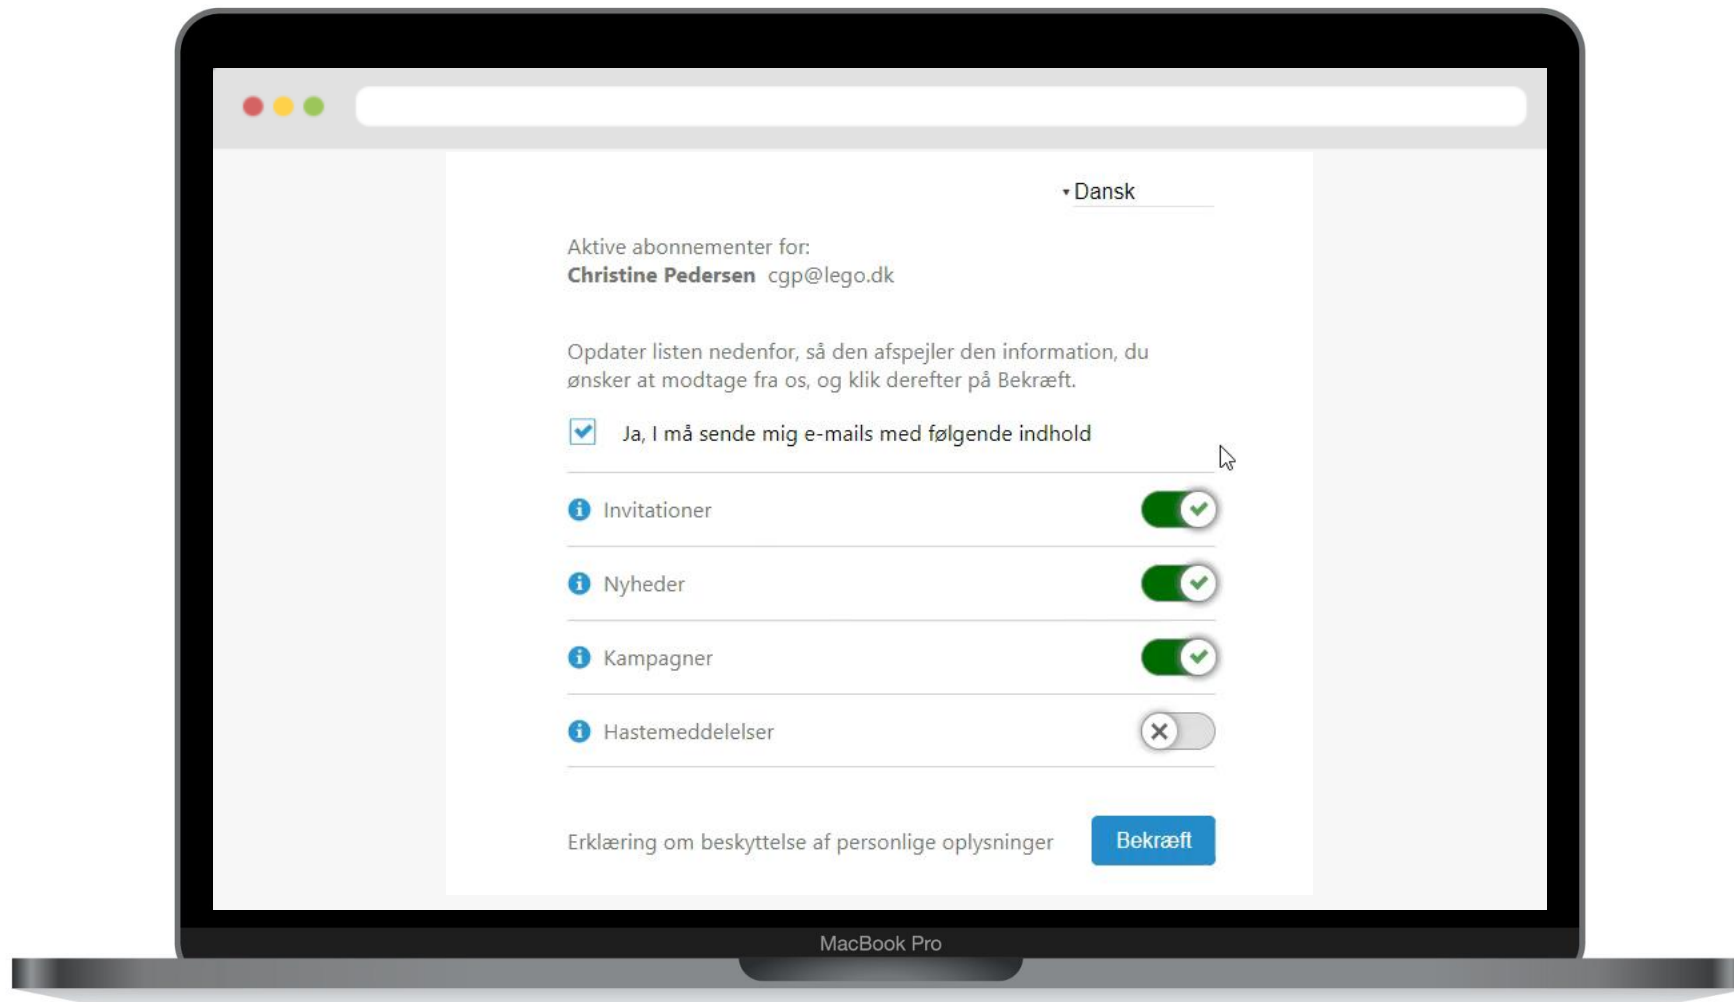 Dansk
Aktive abonnementer for:
Christine Pedersen cgp@lego.dk
Opdater listen nedenfor, så den afspejler den information, du
ønsker at modtage fra os, og klik derefter på Bekræft.
Ja, I må sende mig e-mails med følgende indhold
Invitationer
Nyheder
Kampagner
Hastemeddelelser
Erklæring om beskyttelse af personlige oplysninger
Bekræft
MacBook Pro